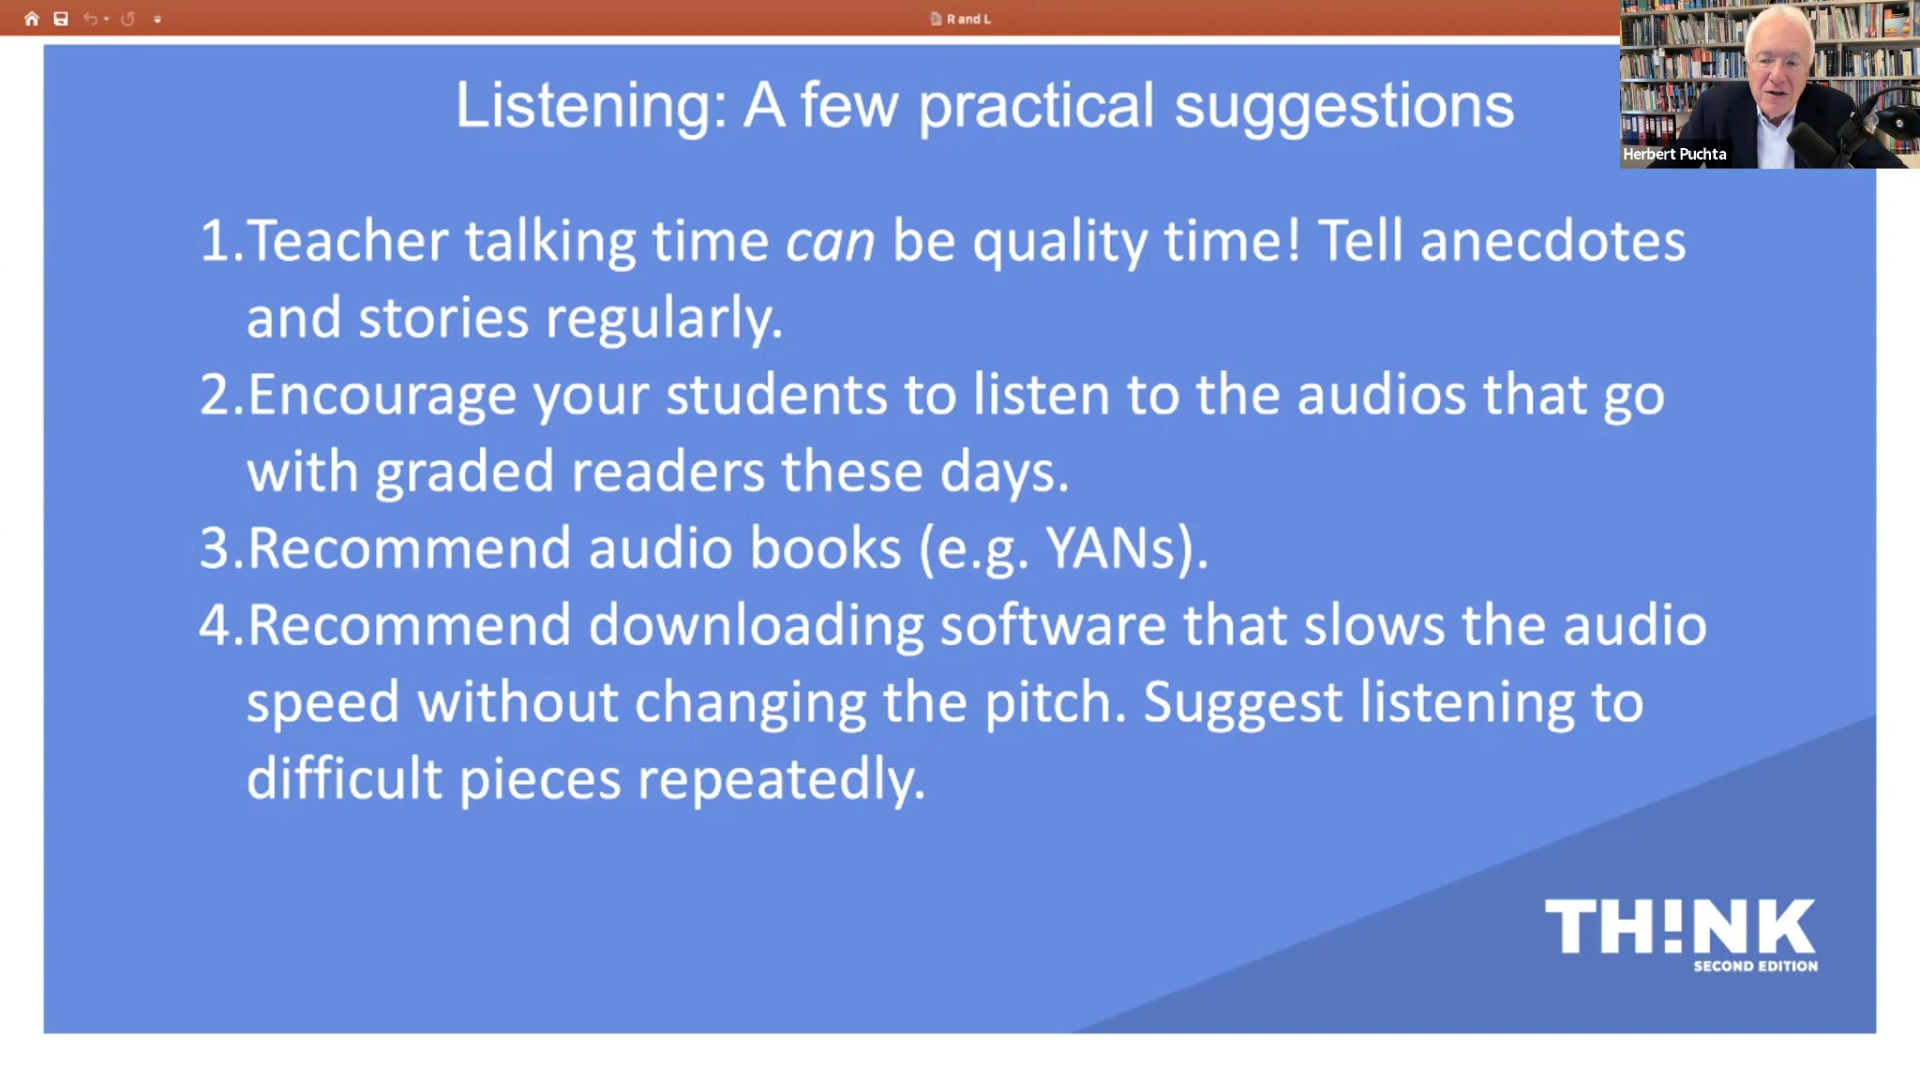 R and L
Listening: A few practical suggestions
Herbert Puchta
1.Teacher talking time can be quality time! Tell anecdotes
and stories regularly.
2.Encourage your students to listen to the audios that go
with graded readers these days.
3.Recommend audio books (e.g. YANs).
4.Recommend downloading software that slows the audio
speed without changing the pitch. Suggest listening to
difficult pieces repeatedly.
TH!NK
SECOND EDITION